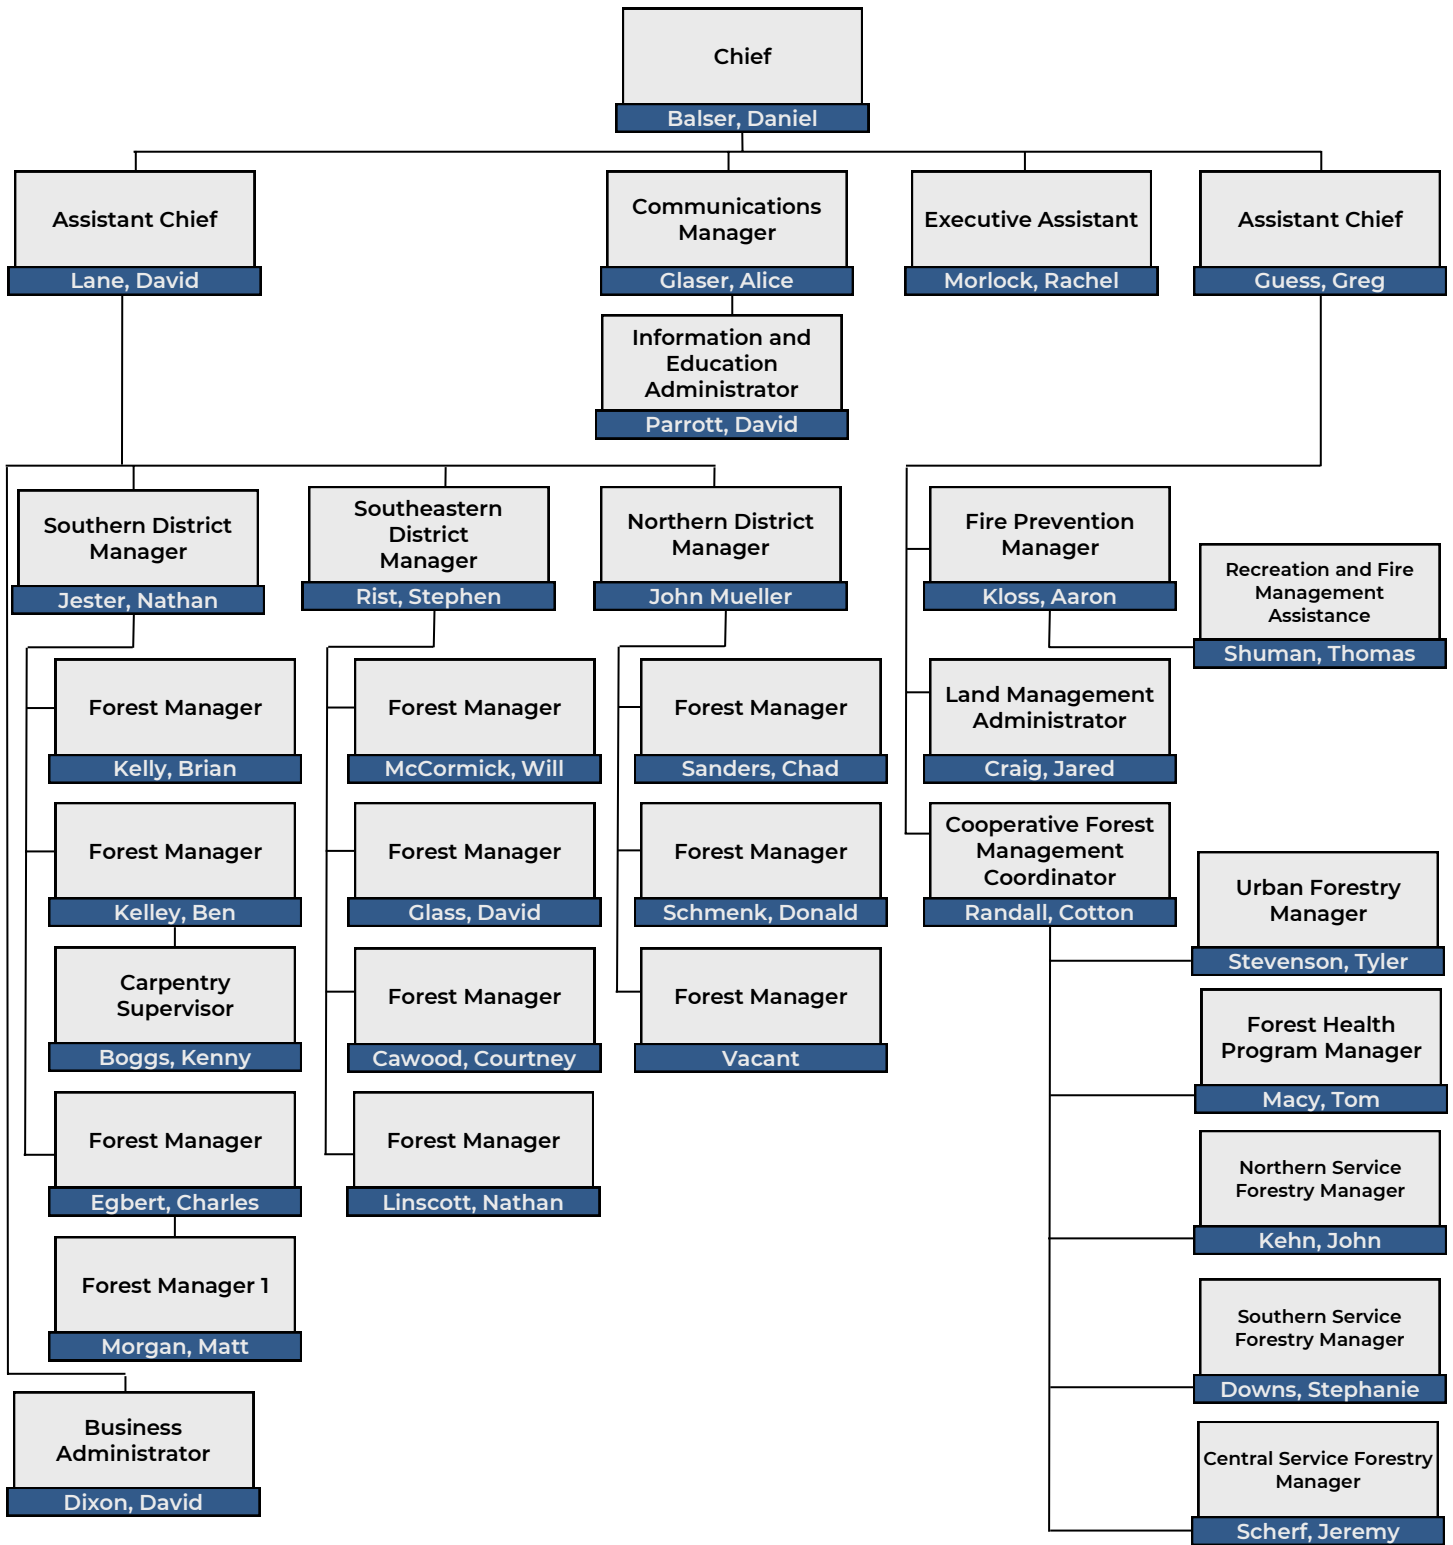 Chief
Balser, Daniel
Assistant Chief
Lane, David
Communications
Manager
Glaser, Alice
Executive Assistant
Morlock, Rachel
Assistant Chief
Guess, Greg
Information and
Education
Administrator
Parrott, David
Southern District
Manager
Jester, Nathan
Southeastern
District
Manager
Rist, Stephen
Northern District
Manager
John Mueller
Fire Prevention
Manager
Kloss, Aaron
Recreation and Fire
Management
Assistance
Shuman, Thomas
Forest Manager
Kelly, Brian
Forest Manager
McCormick, Will
Forest Manager
Sanders, Chad
Land Management
Administrator
Craig, Jared
Forest Manager
Kelley, Ben
Forest Manager
Glass, David
Forest Manager
Schmenk, Donald
Cooperative Forest
Management
Coordinator
Randall, Cotton
Urban Forestry
Manager
Stevenson, Tyler
Carpentry
Supervisor
Boggs, Kenny
Forest Manager
Cawood, Courtney
Forest Manager
Vacant
Forest Health
Program Manager
Macy, Tom
Forest Manager
Egbert, Charles
Forest Manager
Linscott, Nathan
Northern Service
Forestry Manager
Kehn, John
Forest Manager 1
Morgan, Matt
Southern Service
Forestry Manager
Downs, Stephanie
Business
Administrator
Dixon, David
Central Service Forestry
Manager
Scherf, Jeremy